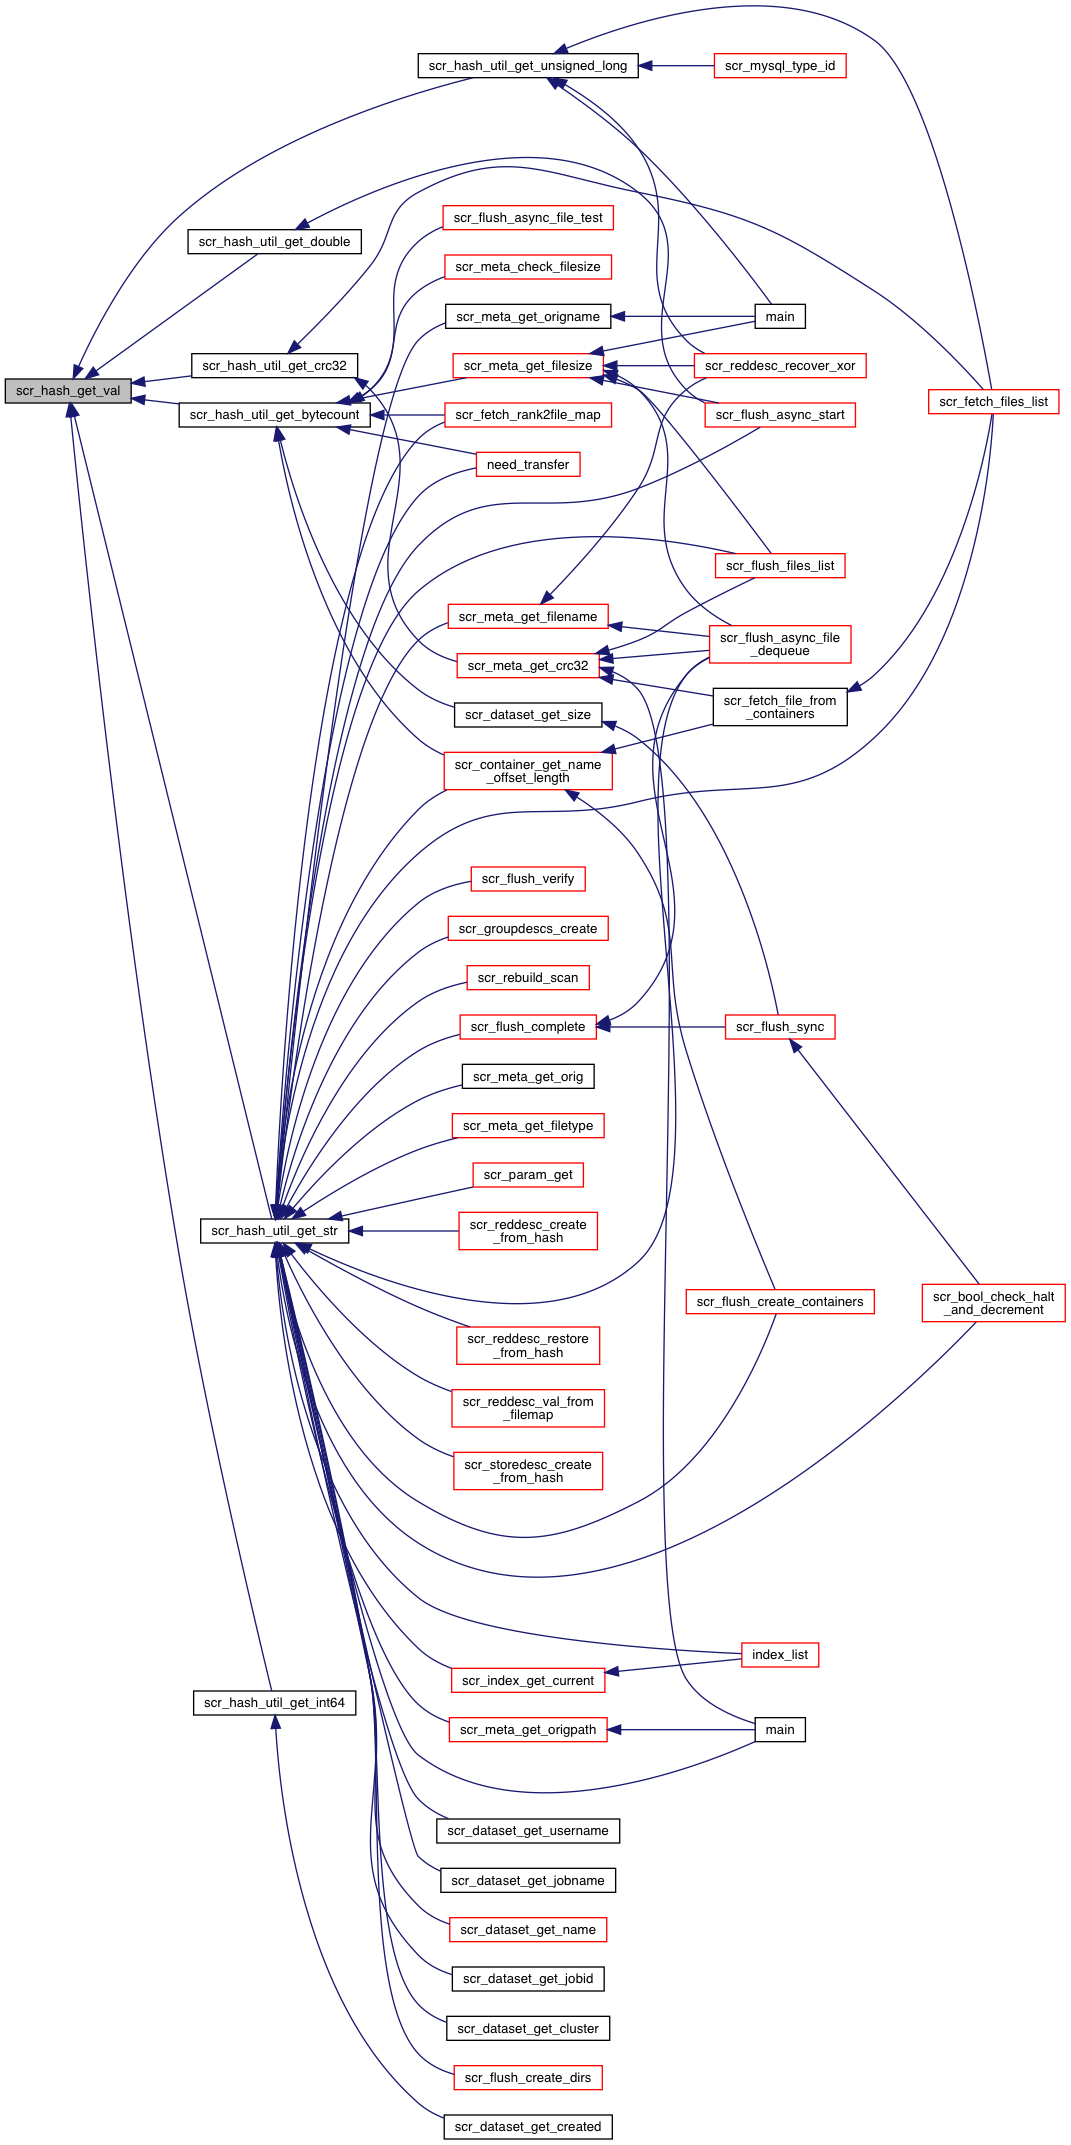 scr_hash_util_get_unsigned_long
scr_mysql_type_id
scr_flush_async_file_test
scr_hash_util_get_double
scr_meta_check_filesize
scr_meta_get_origname
main
scr_hash_util_get_crc32
scr_meta_get_filesize
scr_reddesc_recover_xor
scr_hash_get_val
scr_fetch_files_list
scr_hash_util_get_bytecount
scr_fetch_rank2file_map
scr_flush_async_start
need_transfer
scr_flush_files_list
scr_meta_get_filename
scr_flush_async_file
_dequeue
scr_meta_get_crc32
scr_fetch_file_from
_containers
scr_dataset_get_size
scr_container_get_name
_offset_length
scr_flush_verify
scr_groupdescs_create
scr_rebuild_scan
scr_flush_complete
scr_flush_sync
scr_meta_get_orig
scr_meta_get_filetype
scr_param_get
scr_hash_util_get_str
scr_reddesc_create
_from_hash
scr_flush_create_containers
scr_bool_check_halt
_and_decrement
scr_reddesc_restore
_from_hash
scr_reddesc_val_from
_filemap
scr_storedesc_create
_from_hash
index_list
scr_index_get_current
scr_hash_util_get_int64
scr_meta_get_origpath
main
scr_dataset_get_username
scr_dataset_get_jobname
scr_dataset_get_name
scr_dataset_get_jobid
scr_dataset_get_cluster
scr_flush_create_dirs
scr_dataset_get_created